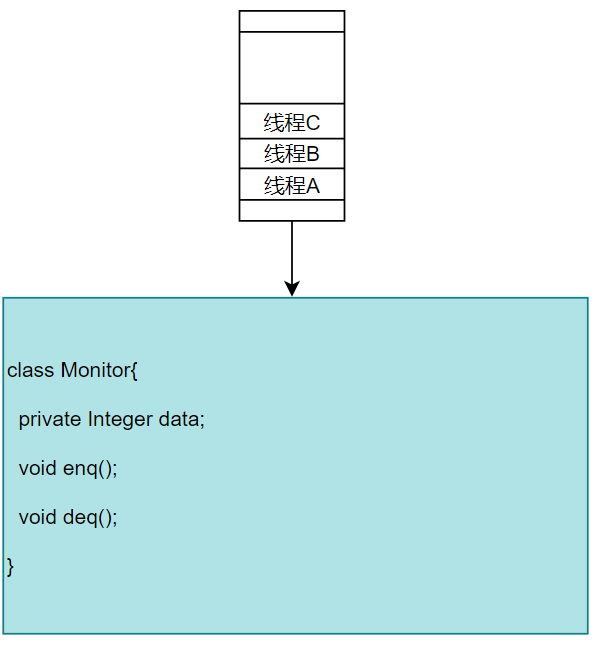 线程C
线程B
线程A
class Monitor{
private Integer data;
void enq();
void deq();
}